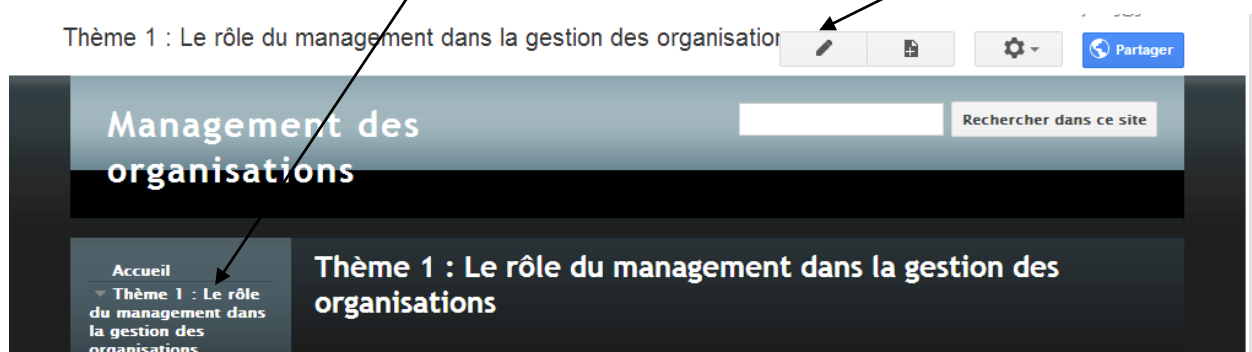 Thème 1 : Le rôle du management dans la gestion des organisation
Partager
Management des
organisations
Rechercher dans ce site
Accueil
Thème 1 : Le rôle
du management dans
la gestion des
organisations
Thème 1 : Le rôle du management dans la gestion des
organisations